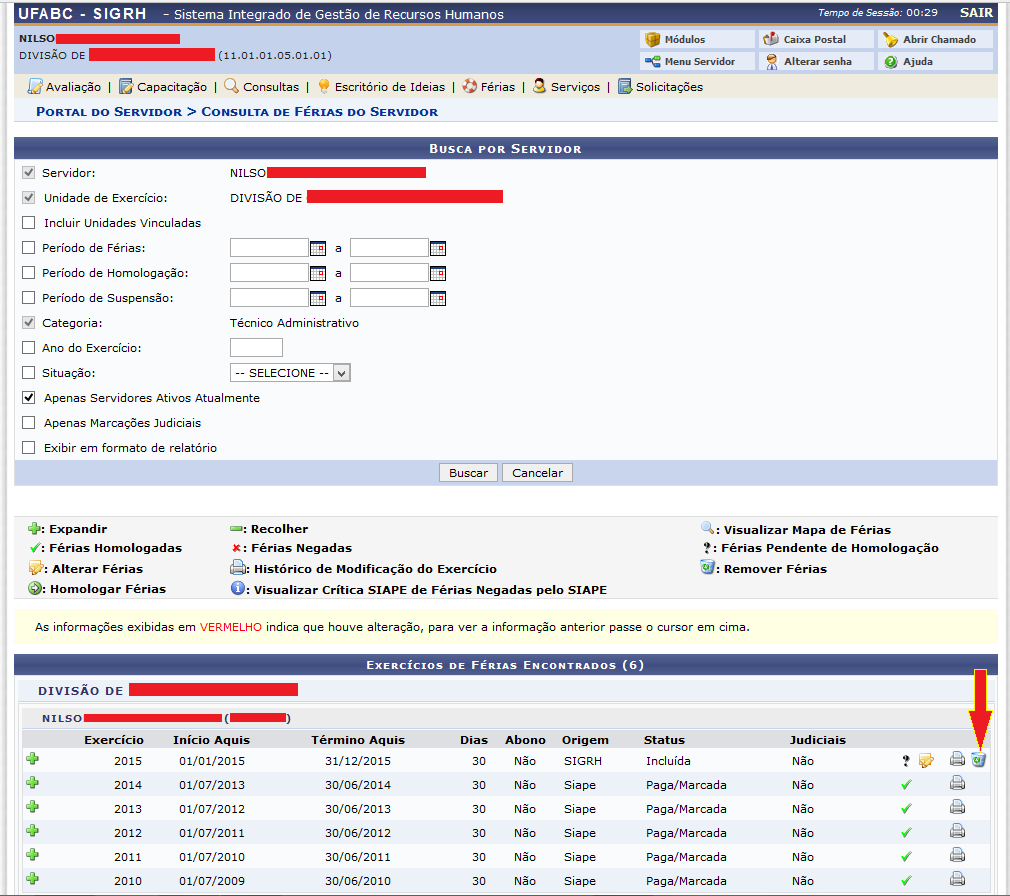 UFABC - SIGRH - Sistema Integrado de Gestão de Recursos Humanos Tempo de Sessão: 00:29 SAIR
NILSO
DIVISÃO DE (11.01.01.05.01.01)
Módulos Caixa Postal Abrir Chamado
Menu Servidor Alterar senha Ajuda
Avaliação | Capacitação | Consultas | Escritório de Ideias | Férias | Serviços | Solicitações
Portal do Servidor > Consulta de Férias do Servidor
Busca por Servidor
Servidor: NILSO
Unidade de Exercício: DIVISÃO DE
Incluir Unidades Vinculadas
Período de Férias: a
Período de Homologação: a
Período de Suspensão: a
Categoria: Técnico Administrativo
Ano do Exercício:
Situação: -- SELECIONE --
Apenas Servidores Ativos Atualmente
Apenas Marcações Judiciais
Exibir em formato de relatório
Buscar Cancelar
: Expandir : Recolher : Visualizar Mapa de Férias
: Férias Homologadas : Férias Negadas : Férias Pendente de Homologação
: Alterar Férias : Histórico de Modificação do Exercício : Remover Férias
: Homologar Férias : Visualizar Crítica SIAPE de Férias Negadas pelo SIAPE
As informações exibidas em VERMELHO indica que houve alteração, para ver a informação anterior passe o cursor em cima.
Exercícios de Férias Encontrados (6)
DIVISÃO DE
NILSO ( )
Exercício Início Aquis Término Aquis Dias Abono Origem Status Judiciais
2015 01/01/2015 31/12/2015 30 Não SIGRH Incluída Não
2014 01/07/2013 30/06/2014 30 Não Siape Paga/Marcada Não
2013 01/07/2012 30/06/2013 30 Não Siape Paga/Marcada Não
2012 01/07/2011 30/06/2012 30 Não Siape Paga/Marcada Não
2011 01/07/2010 30/06/2011 30 Não Siape Paga/Marcada Não
2010 01/07/2009 30/06/2010 30 Não Siape Paga/Marcada Não